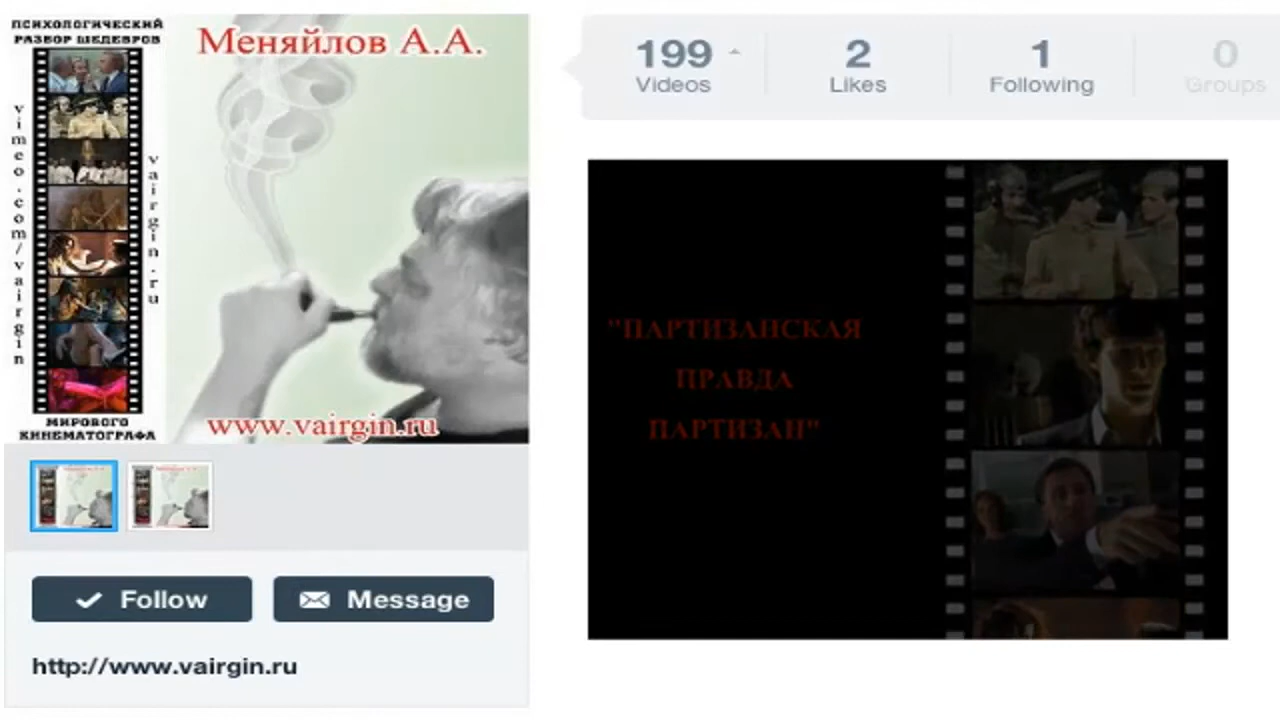 ПСИХОЛОГИЧЕСКИЙ
РАЗБОР ШЕДЕВРОВ
vimeo.com/vairgin
vairgin.ru
МИРОВОГО
КИНЕМАТОГРАФА
Меняйлов А.А.
www.vairgin.ru
Follow
Message
http://www.vairgin.ru
199
Videos
2
Likes
1
Following
0
Groups
"ПАРТИЗАНСКАЯ
ПРАВДА
ПАРТИЗАН"